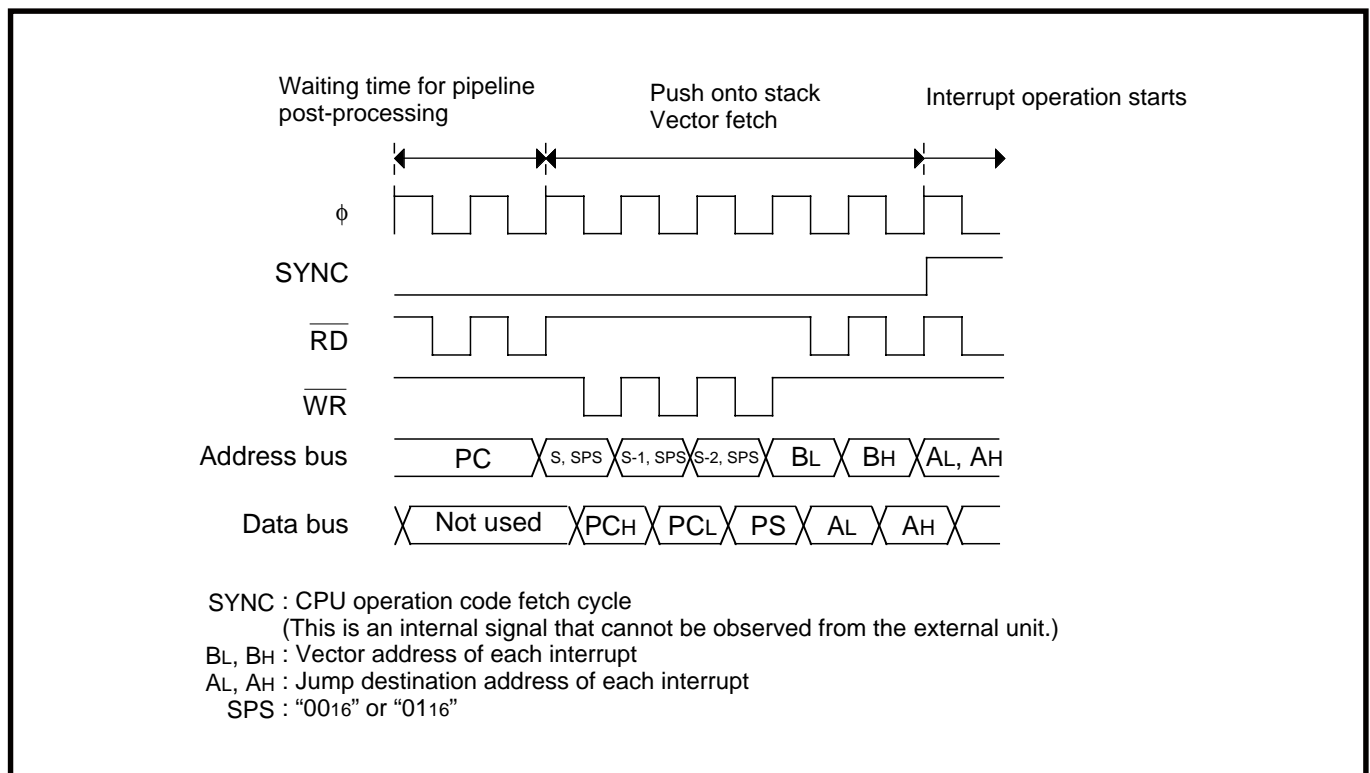 Waiting time for pipeline
post-processing
Push onto stack
Vector fetch
Interrupt operation starts
ϕ
SYNC
RD
WR
Address bus
PC
S, SPS
S-1, SPS
S-2, SPS
BL
BH
AL, AH
Data bus
Not used
PCH
PCL
PS
AL
AH
SYNC : CPU operation code fetch cycle
(This is an internal signal that cannot be observed from the external unit.)
BL, BH : Vector address of each interrupt
AL, AH : Jump destination address of each interrupt
SPS : “0016” or “0116”